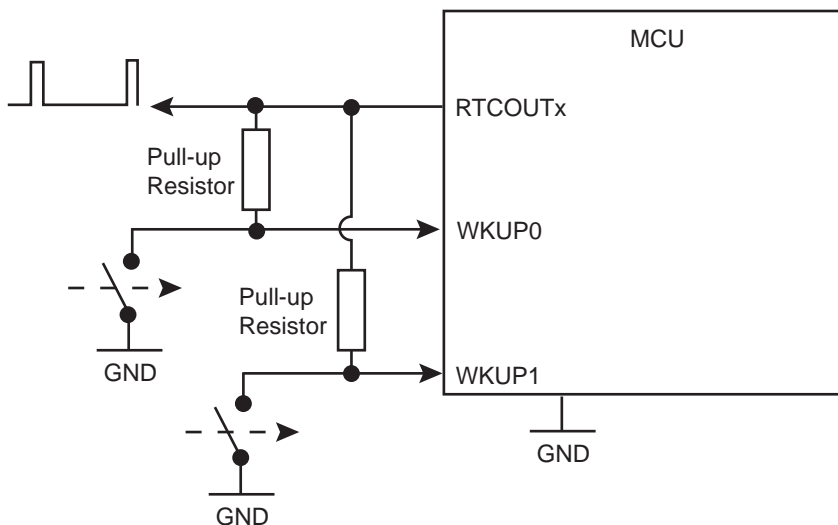 MCU
RTCOUTx
Pull-up
Resistor
WKUP0
Pull-up
Resistor
GND
WKUP1
GND
GND